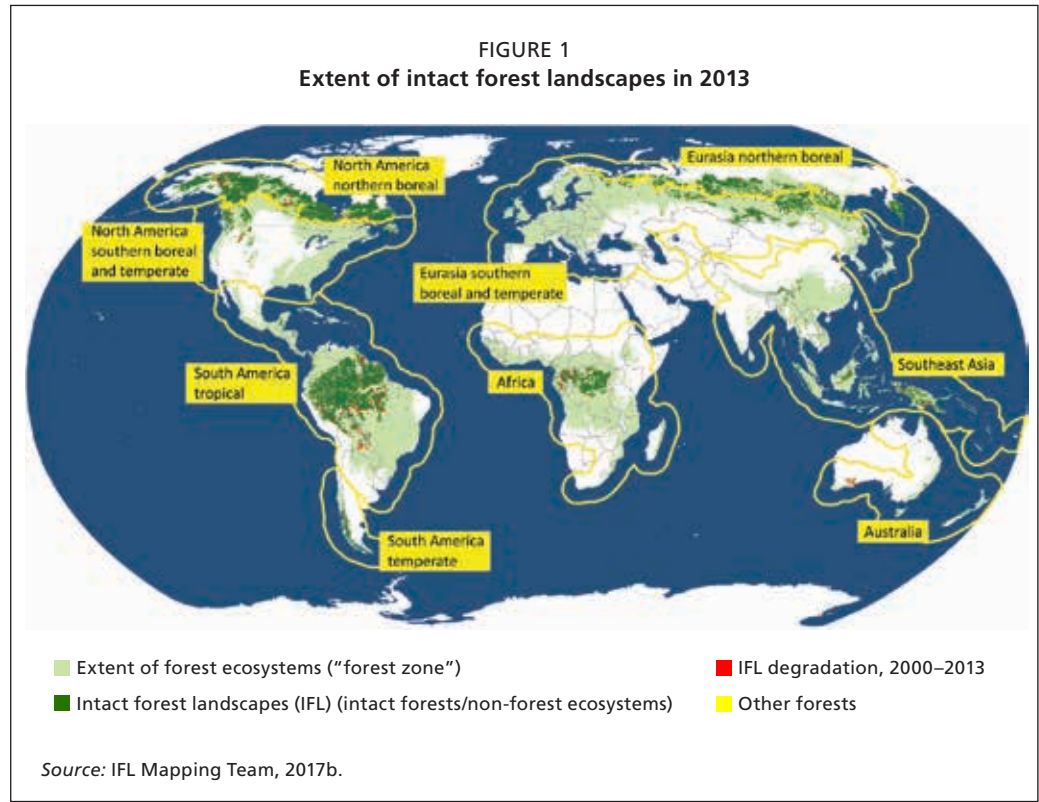 FIGURE 1
Extent of intact forest landscapes in 2013
North America
northern boreal
Eurasia northern boreal
North America
southern boreal
and temperate
Eurasia southern
boreal and temperate
South America
tropical
Africa
Southeast Asia
Australia
South America
temperate
Extent of forest ecosystems (“forest zone”)
IFL degradation, 2000–2013
Intact forest landscapes (IFL) (intact forests/non-forest ecosystems)
Other forests
Source: IFL Mapping Team, 2017b.